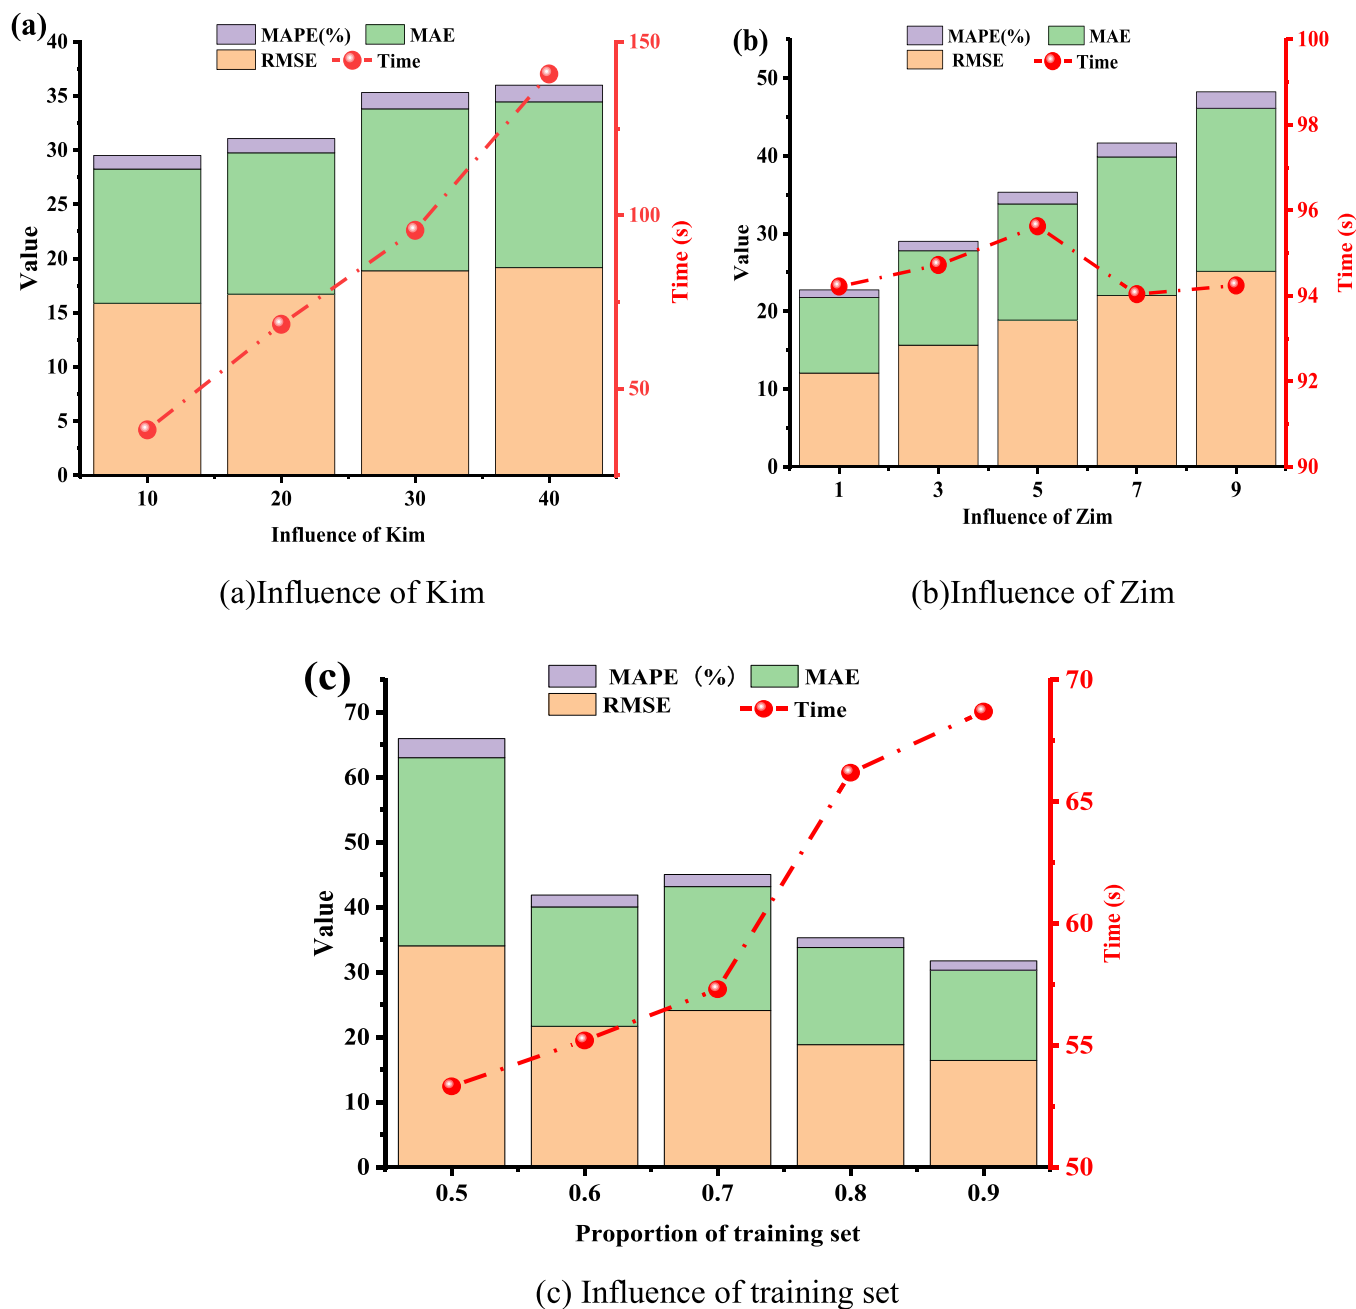 (a)
MAPE(%) MAE
RMSE Time
40
35
30
25
20
15
10
5
0
Value
150
100
50
Time (s)
10 20 30 40
Influence of Kim
(a)Influence of Kim
(b)
MAPE(%) MAE
RMSE Time
50
40
30
20
10
0
Value
100
98
96
94
92
90
Time (s)
1 3 5 7 9
Influence of Zim
(b)Influence of Zim
(c)
MAPE （%） MAE
RMSE Time
70
60
50
40
30
20
10
0
Value
70
65
60
55
50
Time (s)
0.5 0.6 0.7 0.8 0.9
Proportion of training set
(c) Influence of training set